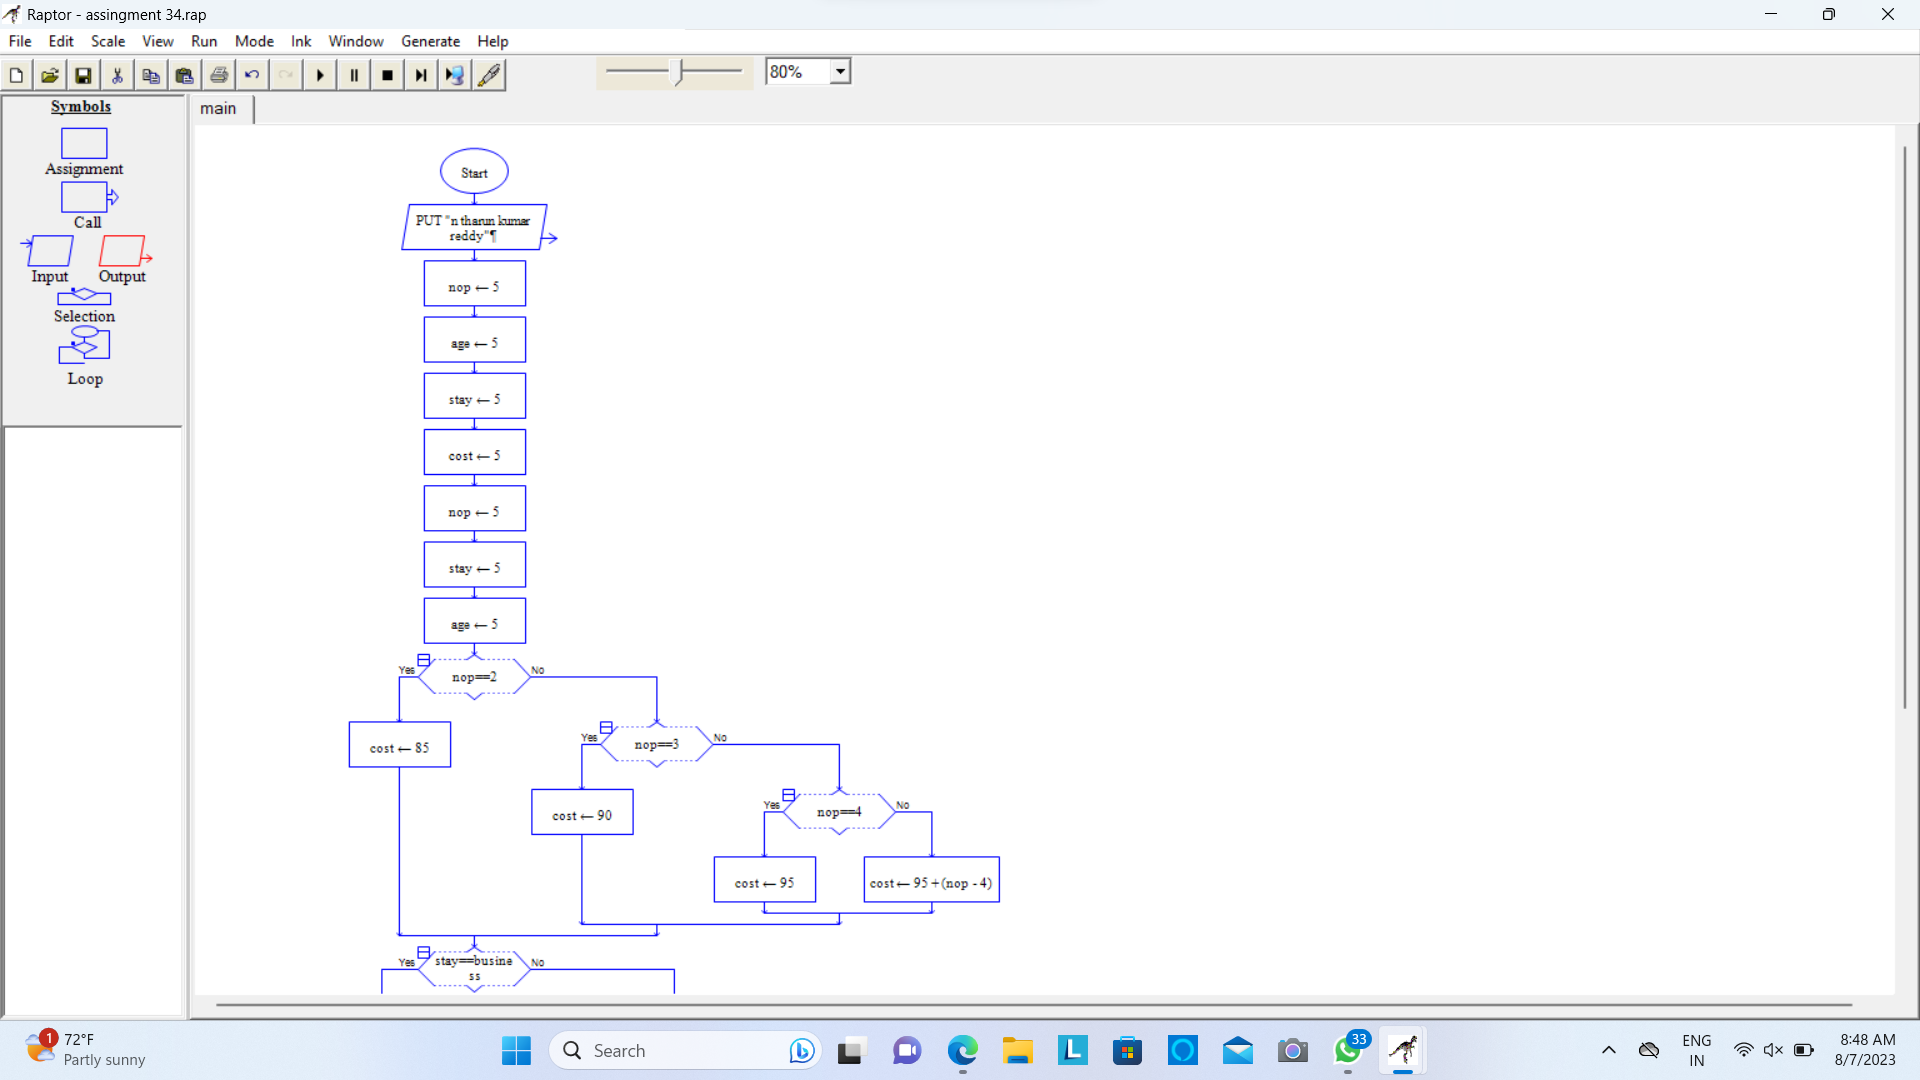 Raptor - assingment 34.rap
File Edit Scale View Run Mode Ink Window Generate Help
80%
Symbols
main
Assignment
Call
Input Output
Selection
Loop
Start
PUT "n tharun kumar
reddy"¶
nop ← 5
age ← 5
stay ← 5
cost ← 5
nop ← 5
stay ← 5
age ← 5
Yes No
nop==2
cost ← 85
Yes No
nop==3
cost ← 90
Yes No
nop==4
cost ← 95
cost ← 95 + (nop - 4)
Yes No
stay==busine
ss
1
72°F
Partly sunny
Search
L
33
ENG
IN
8:48 AM
8/7/2023